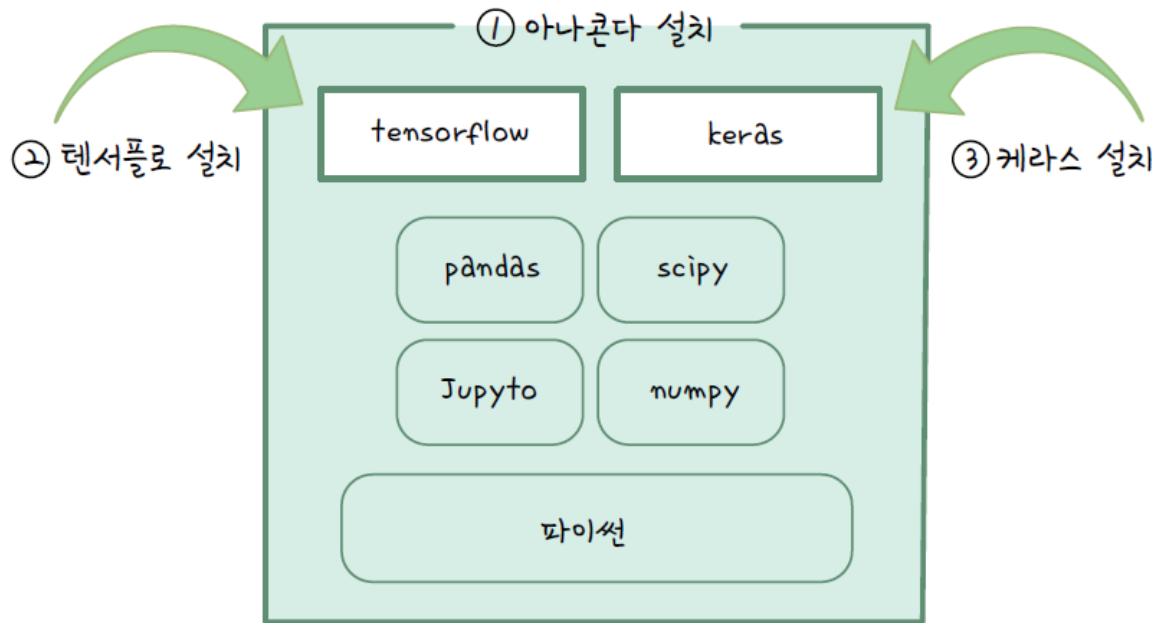 ① 아나콘다 설치
tensorflow
keras
② 텐서플로 설치
③ 케라스 설치
pandas
scipy
Jupyto
numpy
파이썬